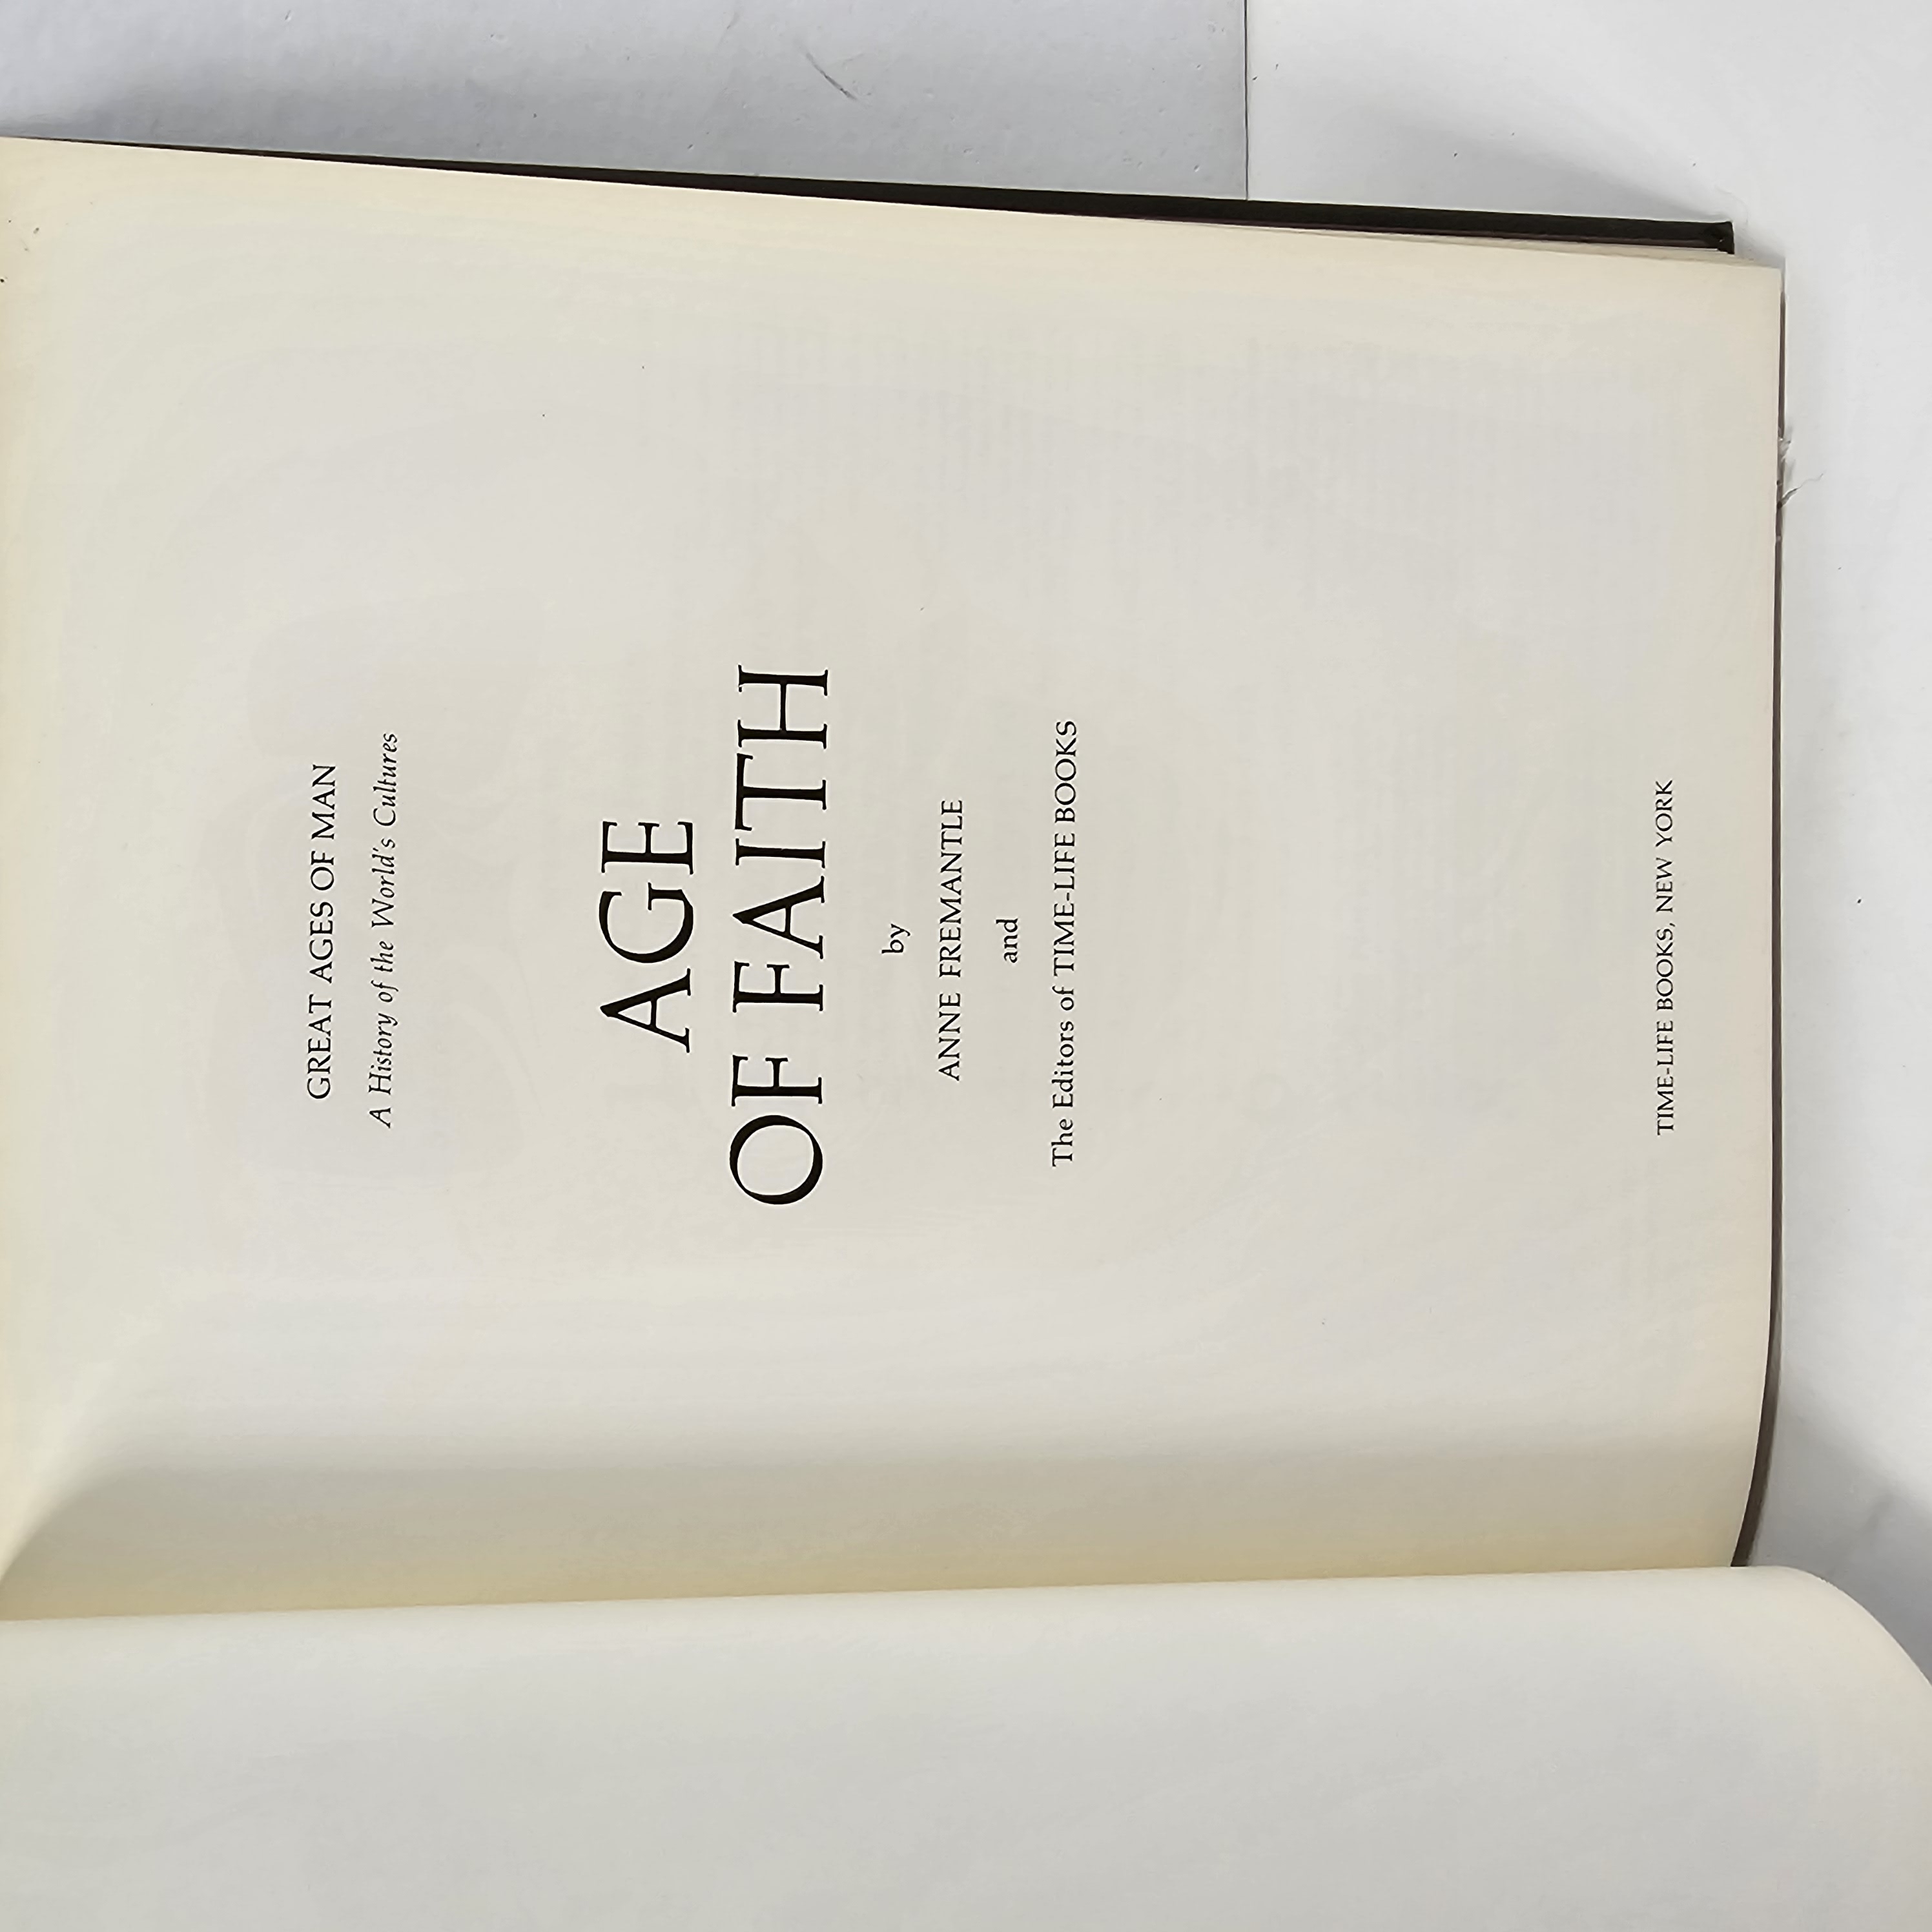 GREAT AGES OF MAN
A History of the World's Cultures
AGE
OF FAITH
by
ANNE FREMANTLE
and
The Editors of TIME-LIFE BOOKS
TIME-LIFE BOOKS, NEW YORK